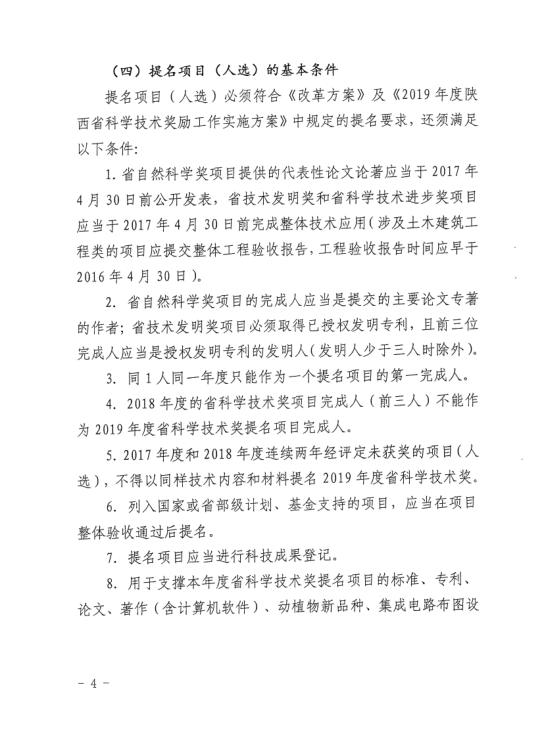 （四）提名项目（人选）的基本条件
提名项目（人选）必须符合《改革方案》及《2019 年度陕
西省科学技术奖励工作实施方案》中规定的提名要求，还须满足
以下条件：
1. 省自然科学奖项目提供的代表性论文论著应当于 2017 年
4 月 30 日前公开发表，省技术发明奖和省科学技术进步奖项目
应当于 2017 年 4 月 30 日前完成整体技术应用（涉及土木建筑工
程类的项目应提交整体工程验收报告，工程验收报告时间应早于
2016 年 4 月 30 日）。
2. 省自然科学奖项目的完成人应当是提交的主要论文专著
的作者；省技术发明奖项目必须取得已授权发明专利，且前三位
完成人应当是授权发明专利的发明人（发明人少于三人时除外）。
3. 同 1 人同一年度只能作为一个提名项目的第一完成人。
4. 2018 年度的省科学技术奖项目完成人（前三人）不能作
为 2019 年度省科学技术奖提名项目完成人。
5. 2017 年度和 2018 年度连续两年经评定未获奖的项目（人
选），不得以同样技术内容和材料提名 2019 年度省科学技术奖。
6. 列入国家或省部级计划、基金支持的项目，应当在项目
整体验收通过后提名。
7. 提名项目应当进行科技成果登记。
8. 用于支撑本年度省科学技术奖提名项目的标准、专利、
论文、著作（含计算机软件）、动植物新品种、集成电路布图设
- 4 -